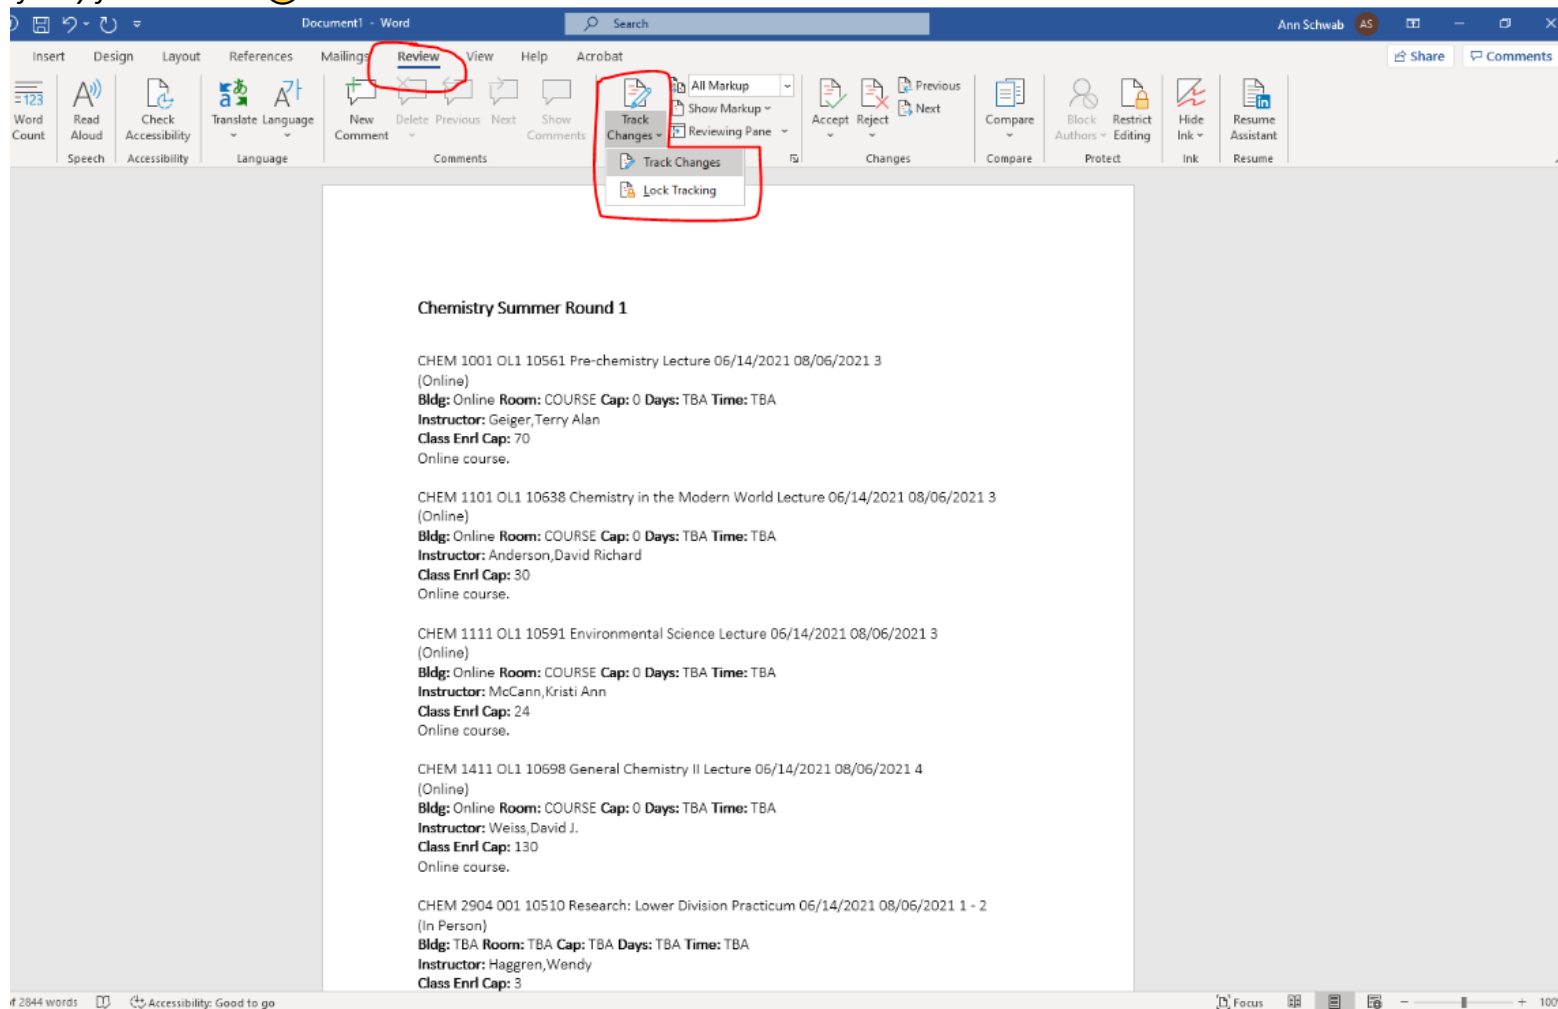 Document1 - Word
Search
Ann Schwab AS
Insert Design Layout References Mailings Review View Help Acrobat
Share Comments
Word Count
Read Aloud
Check Accessibility
Translate
Language
New Comment
Delete
Previous
Next
Show Comments
Track Changes
All Markup
Show Markup
Reviewing Pane
Accept
Reject
Previous
Next
Compare
Block Authors
Restrict Editing
Hide Ink
Resume Assistant
Speech Accessibility Language Comments Changes Compare Protect Ink Resume
Track Changes
Lock Tracking
Chemistry Summer Round 1
CHEM 1001 OL1 10561 Pre-chemistry Lecture 06/14/2021 08/06/2021 3
(Online)
Bldg: Online Room: COURSE Cap: 0 Days: TBA Time: TBA
Instructor: Geiger,Terry Alan
Class Enrl Cap: 70
Online course.
CHEM 1101 OL1 10638 Chemistry in the Modern World Lecture 06/14/2021 08/06/2021 3
(Online)
Bldg: Online Room: COURSE Cap: 0 Days: TBA Time: TBA
Instructor: Anderson,David Richard
Class Enrl Cap: 30
Online course.
CHEM 1111 OL1 10591 Environmental Science Lecture 06/14/2021 08/06/2021 3
(Online)
Bldg: Online Room: COURSE Cap: 0 Days: TBA Time: TBA
Instructor: McCann,Kristi Ann
Class Enrl Cap: 24
Online course.
CHEM 1411 OL1 10698 General Chemistry II Lecture 06/14/2021 08/06/2021 4
(Online)
Bldg: Online Room: COURSE Cap: 0 Days: TBA Time: TBA
Instructor: Weiss,David J.
Class Enrl Cap: 130
Online course.
CHEM 2904 001 10510 Research: Lower Division Practicum 06/14/2021 08/06/2021 1 - 2
(In Person)
Bldg: TBA Room: TBA Cap: TBA Days: TBA Time: TBA
Instructor: Haggren,Wendy
Class Enrl Cap: 3
of 2844 words Accessibility: Good to go Focus 100%